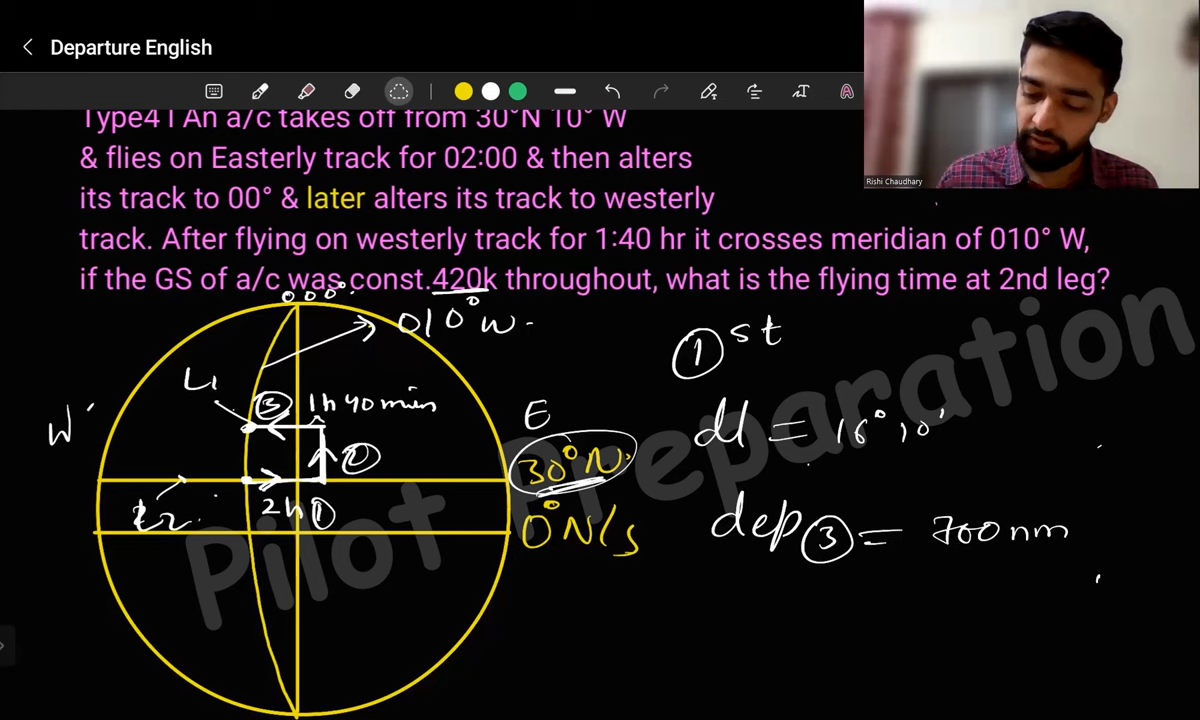 Departure English
Type4 I An a/c takes off from 30°N 10° W
& flies on Easterly track for 02:00 & then alters
its track to 00° & later alters its track to westerly
track. After flying on westerly track for 1:40 hr it crosses meridian of 010° W,
if the GS of a/c was const.420k throughout, what is the flying time at 2nd leg?
Rishi Chaudhary
000°
010°W
1st
L1
3 1h 40min
2
W
E
dl = 16° 10'
30°N
2h 1
0°N/S
dep 3 = 700nm
Pilot Preparation